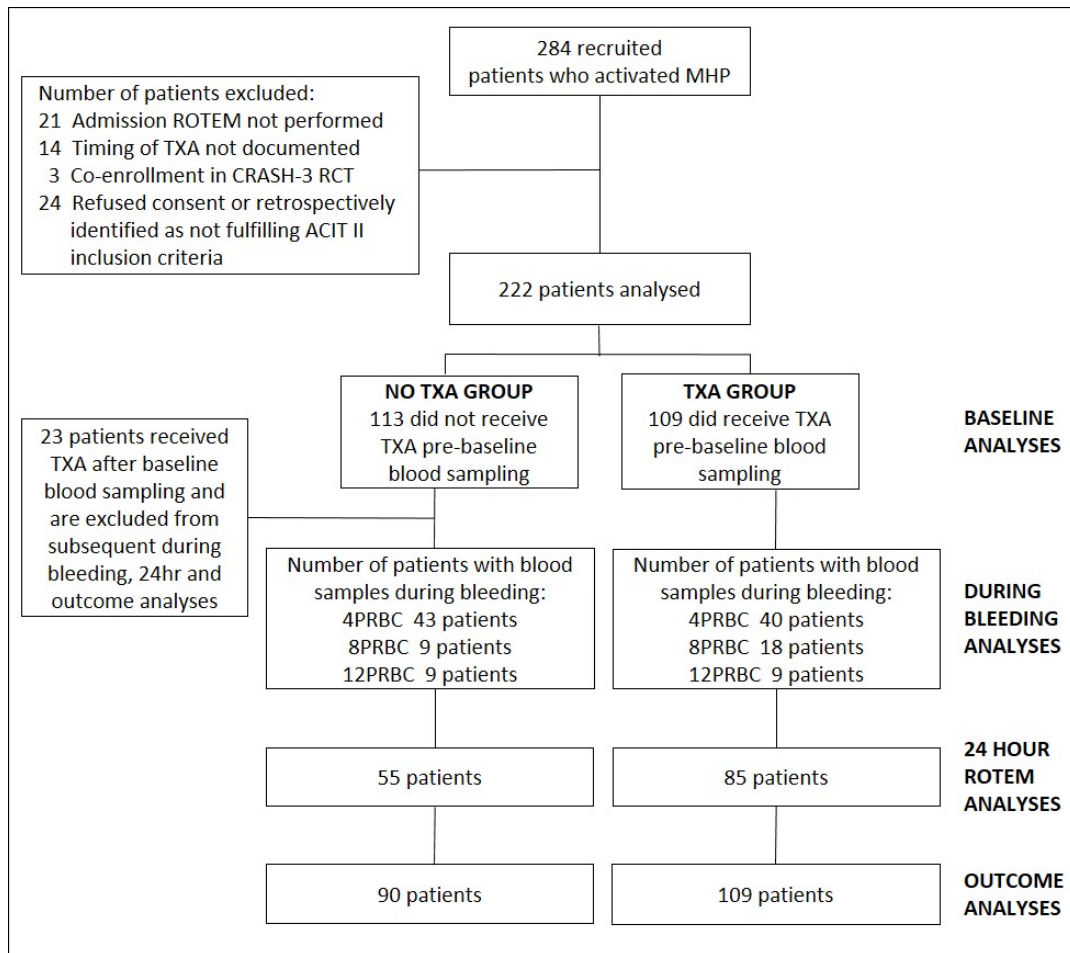 284 recruited
patients who activated MHP
Number of patients excluded:
21 Admission ROTEM not performed
14 Timing of TXA not documented
3 Co-enrollment in CRASH-3 RCT
24 Refused consent or retrospectively
identified as not fulfilling ACIT II
inclusion criteria
222 patients analysed
NO TXA GROUP
113 did not receive
TXA pre-baseline
blood sampling
TXA GROUP
109 did receive TXA
pre-baseline blood
sampling
BASELINE
ANALYSES
23 patients received
TXA after baseline
blood sampling and
are excluded from
subsequent during
bleeding, 24hr and
outcome analyses
Number of patients with blood
samples during bleeding:
4PRBC 43 patients
8PRBC 9 patients
12PRBC 9 patients
Number of patients with blood
samples during bleeding:
4PRBC 40 patients
8PRBC 18 patients
12PRBC 9 patients
DURING
BLEEDING
ANALYSES
55 patients
85 patients
24 HOUR
ROTEM
ANALYSES
90 patients
109 patients
OUTCOME
ANALYSES